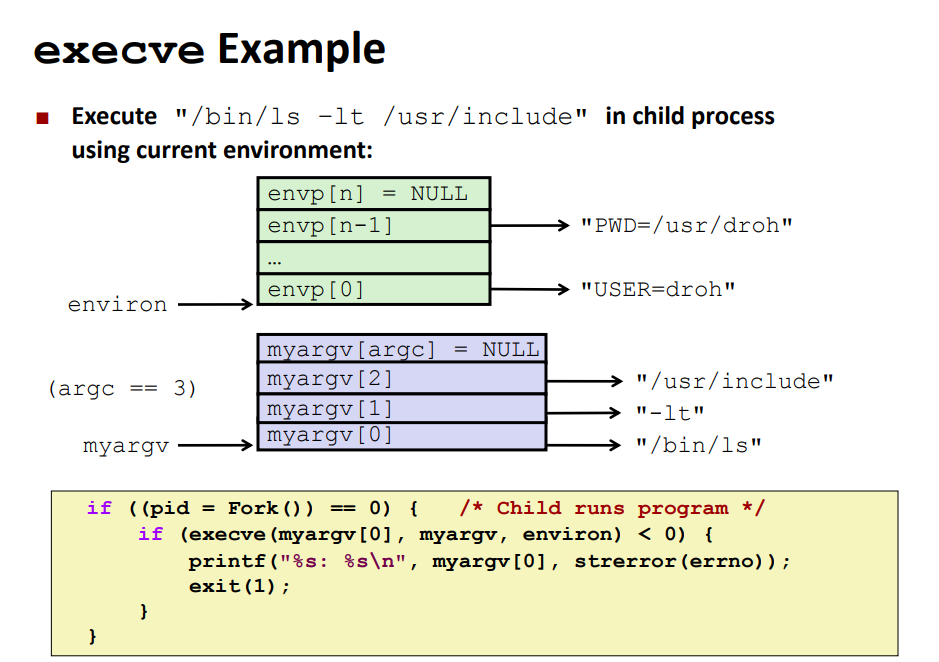 execve Example
■ Execute "/bin/ls –lt /usr/include" in child process
using current environment:
envp[n] = NULL
envp[n-1] "PWD=/usr/droh"
…
envp[0] "USER=droh"
environ
myargv[argc] = NULL
myargv[2] "/usr/include"
(argc == 3)
myargv[1] "-lt"
myargv[0] "/bin/ls"
myargv
if ((pid = Fork()) == 0) {   /* Child runs program */
    if (execve(myargv[0], myargv, environ) < 0) {
        printf("%s: %s\n", myargv[0], strerror(errno));
        exit(1);
    }
}